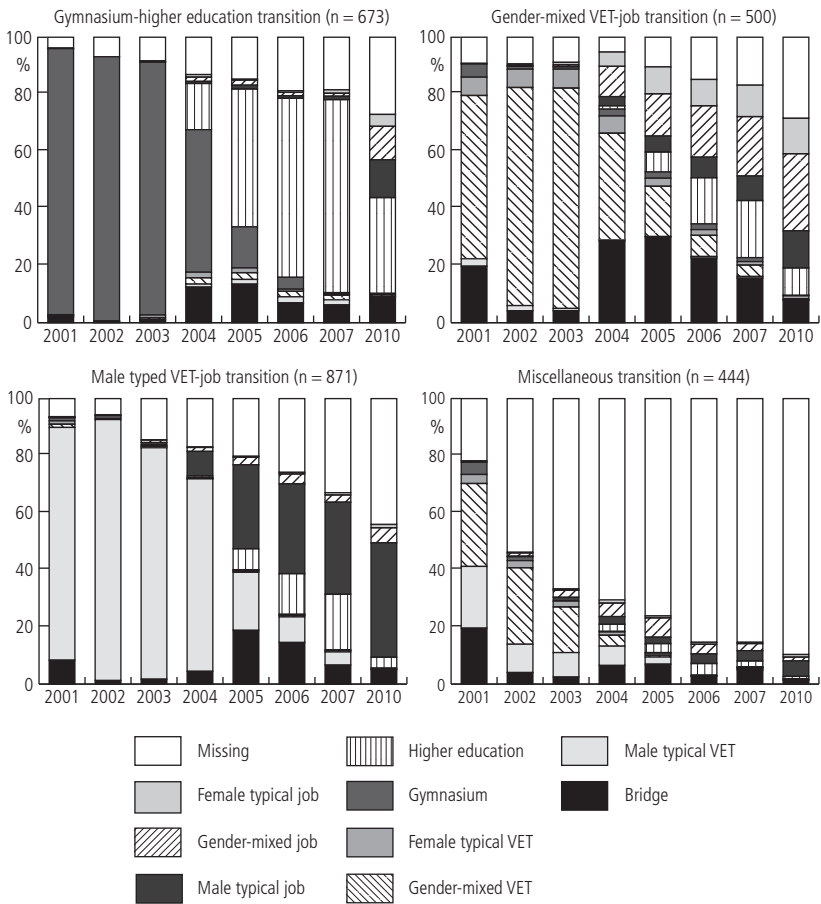 Gymnasium-higher education transition (n = 673)
100
%
80
60
40
20
0
2001 2002 2003 2004 2005 2006 2007 2010
Gender-mixed VET-job transition (n = 500)
100
%
80
60
40
20
0
2001 2002 2003 2004 2005 2006 2007 2010
Male typed VET-job transition (n = 871)
100
%
80
60
40
20
0
2001 2002 2003 2004 2005 2006 2007 2010
Miscellaneous transition (n = 444)
100
%
80
60
40
20
0
2001 2002 2003 2004 2005 2006 2007 2010
Missing
Female typical job
Gender-mixed job
Male typical job
Higher education
Gymnasium
Female typical VET
Gender-mixed VET
Male typical VET
Bridge